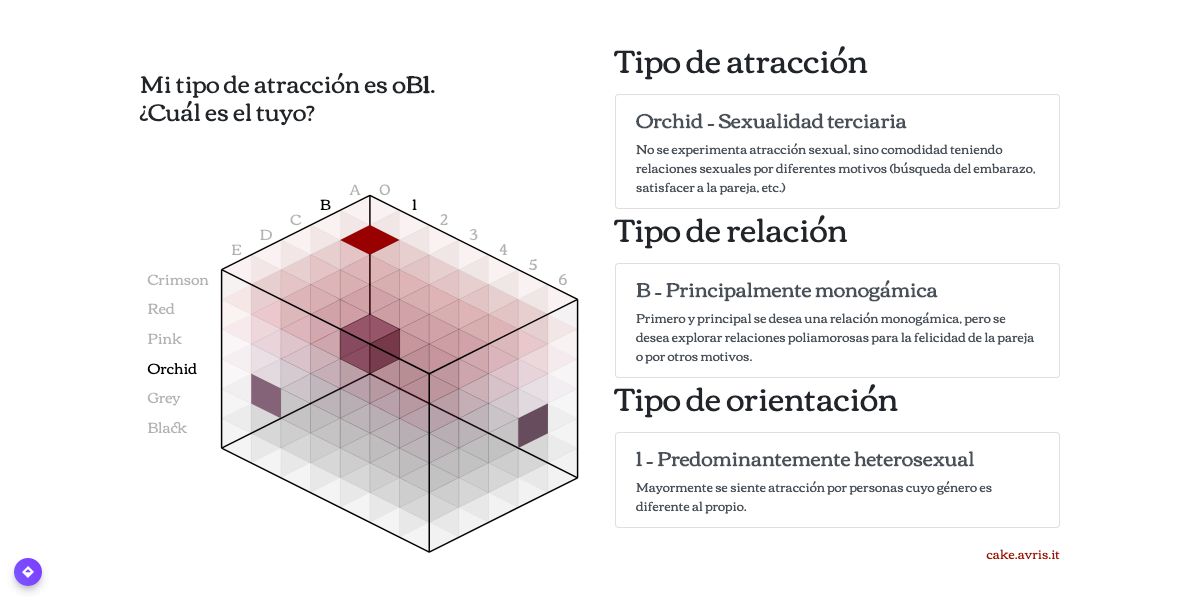 Mi tipo de atracción es oB1.
¿Cuál es el tuyo?
A O
B 1
C 2
D 3
E 4
5
6
Crimson
Red
Pink
Orchid
Grey
Black
Tipo de atracción
Orchid - Sexualidad terciaria
No se experimenta atracción sexual, sino comodidad teniendo
relaciones sexuales por diferentes motivos (búsqueda del embarazo,
satisfacer a la pareja, etc.)
Tipo de relación
B - Principalmente monogámica
Primero y principal se desea una relación monogámica, pero se
desea explorar relaciones poliamorosas para la felicidad de la pareja
o por otros motivos.
Tipo de orientación
1 - Predominantemente heterosexual
Mayormente se siente atracción por personas cuyo género es
diferente al propio.
cake.avris.it